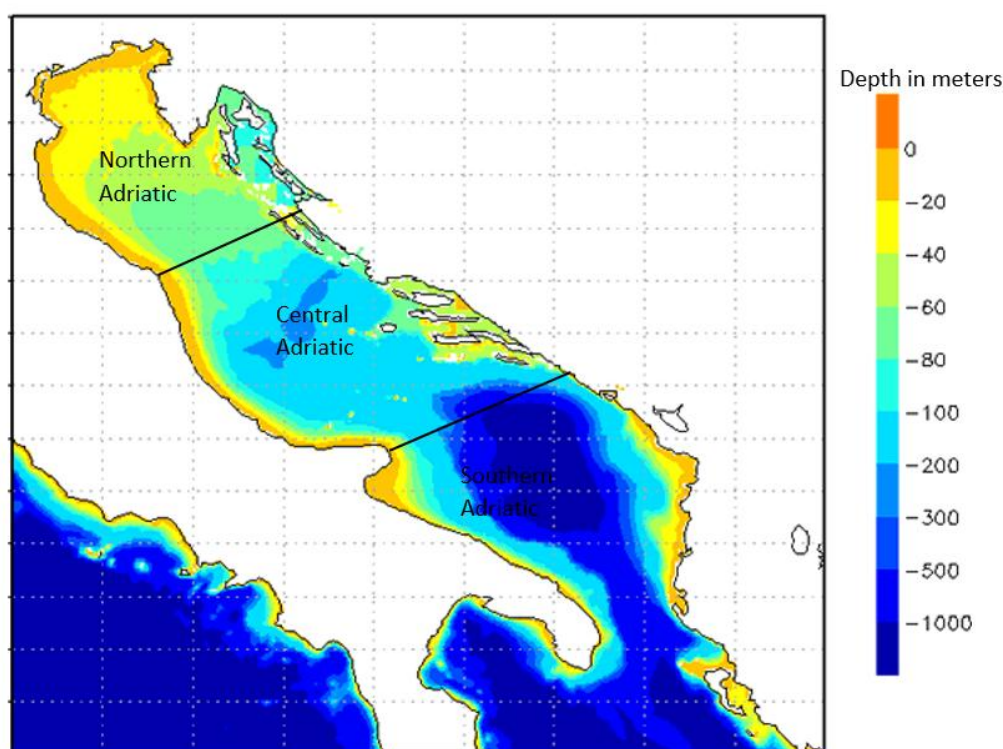 Depth in meters
Northern
Adriatic
Central
Adriatic
Southern
Adriatic
0
−20
−40
−60
−80
−100
−200
−300
−500
−1000